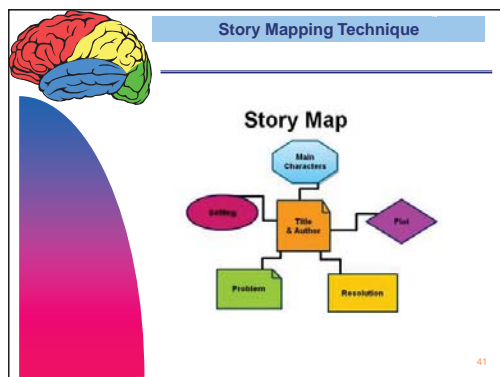 Story Mapping Technique
Story Map
Main
Characters
Setting
Title
& Author
Plot
Problem
Resolution
41